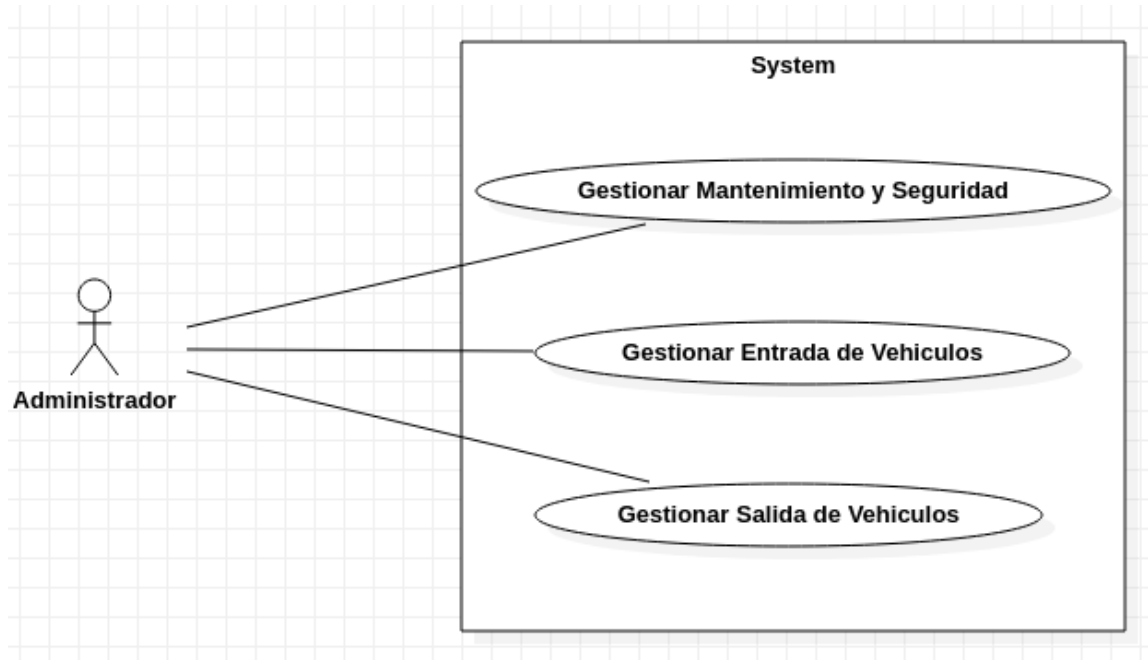 System
Gestionar Mantenimiento y Seguridad
Gestionar Entrada de Vehiculos
Administrador
Gestionar Salida de Vehiculos